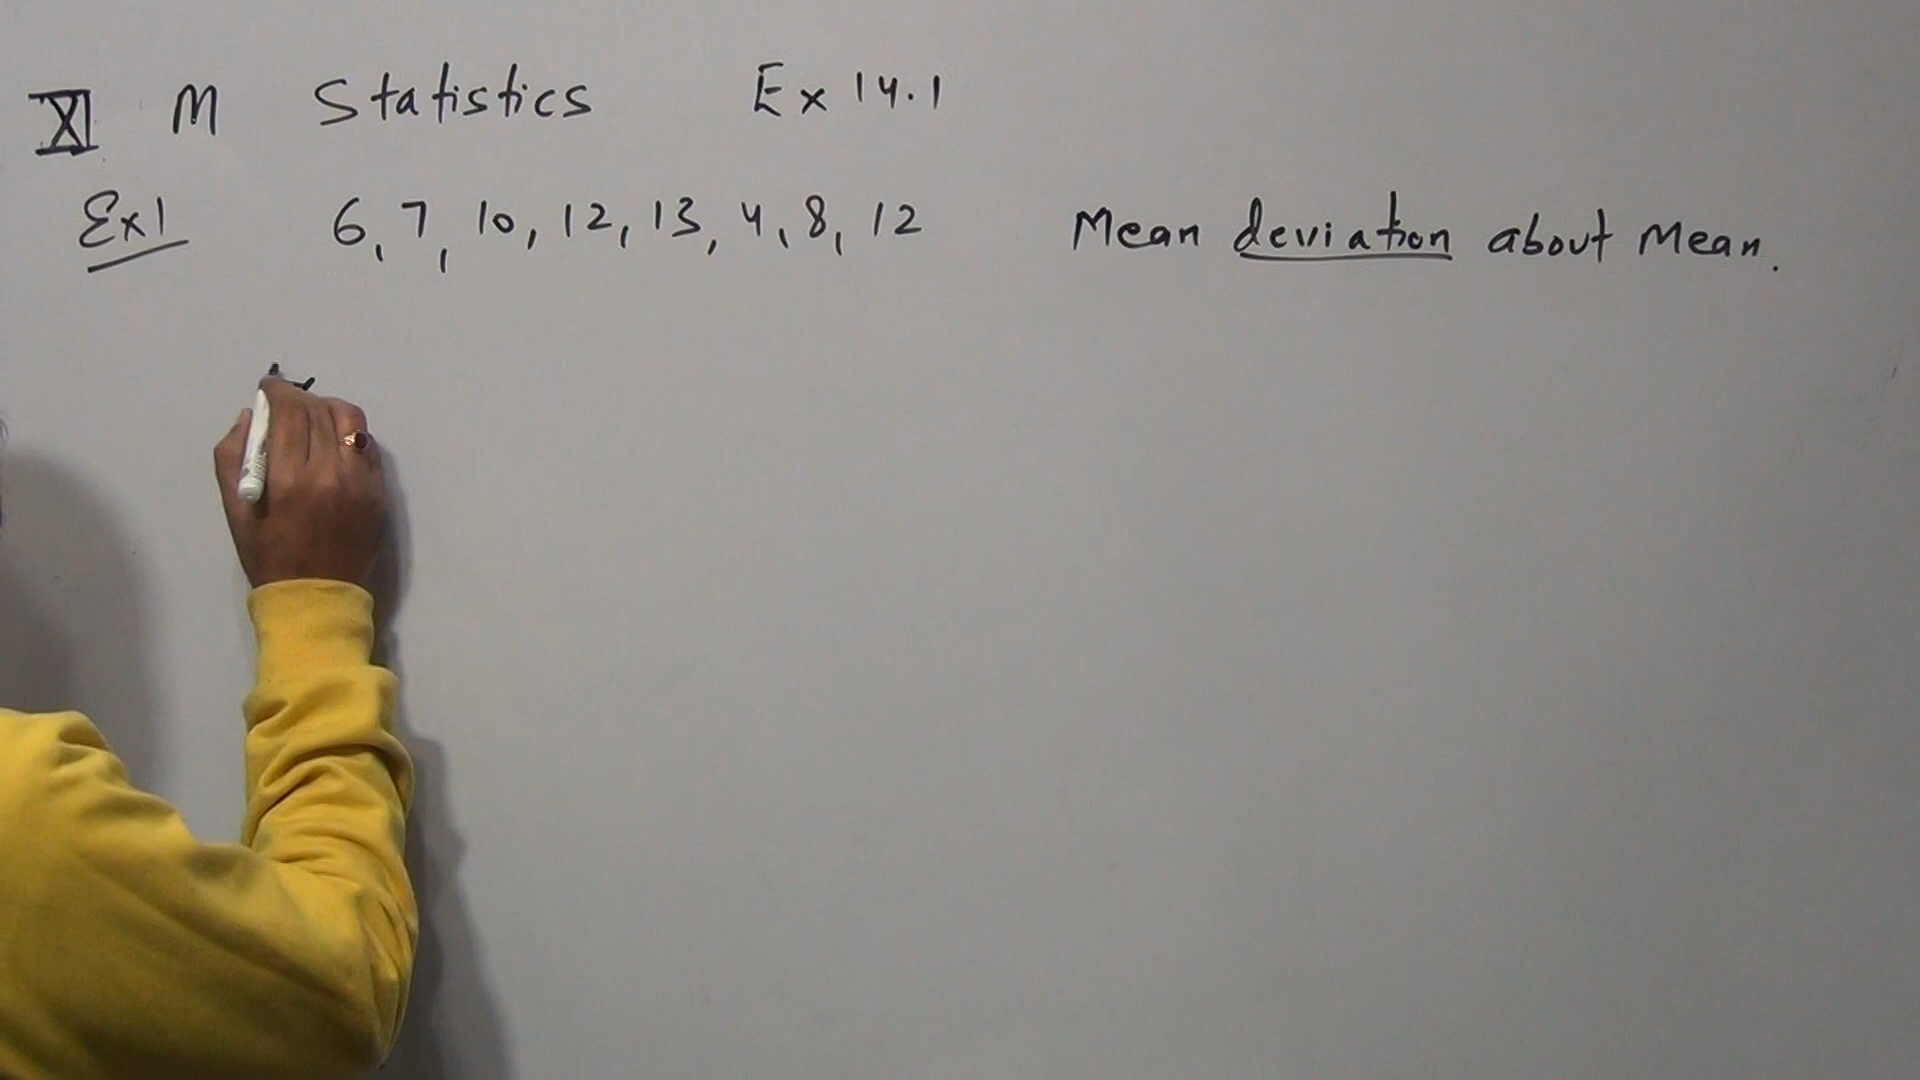 XI M Statistics Ex 14.1
Ex1 6, 7, 10, 12, 13, 4, 8, 12 Mean deviation about Mean.